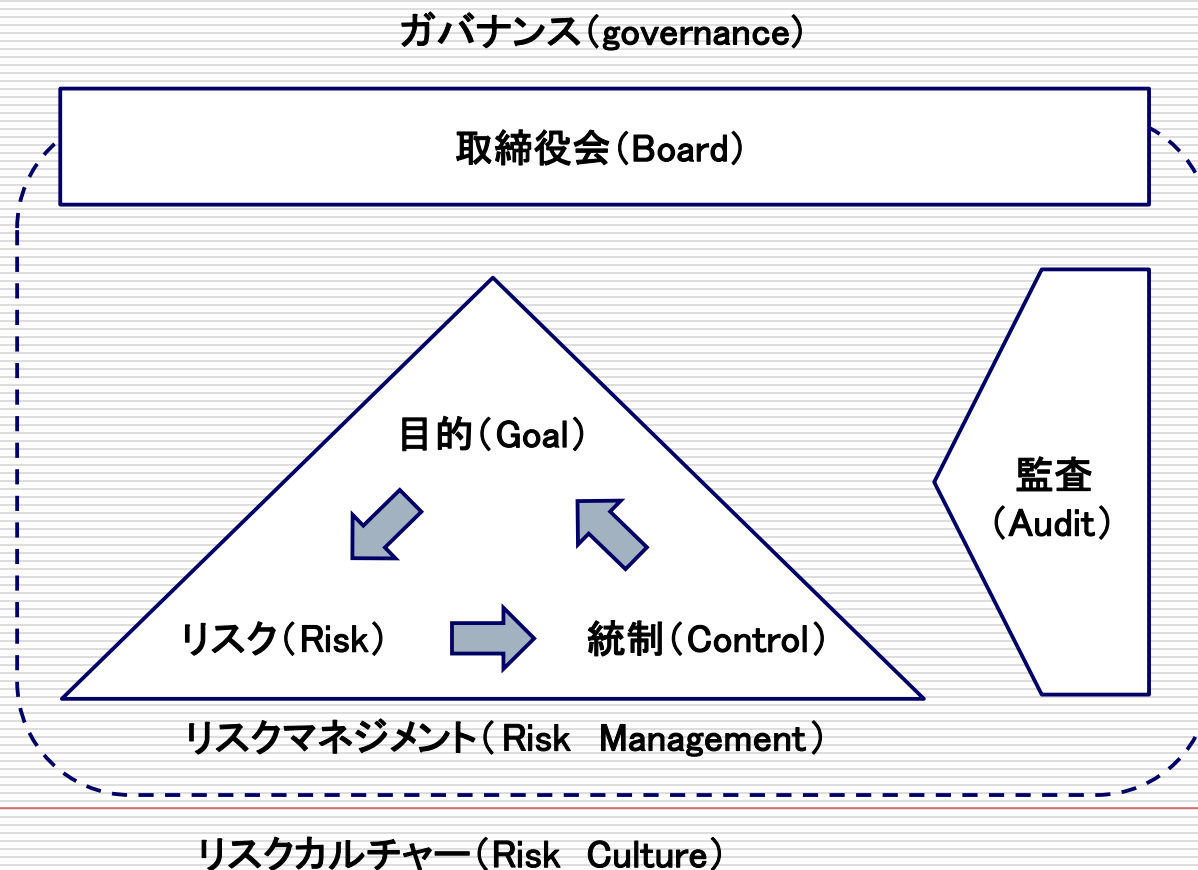 ガバナンス（governance）
取締役会（Board）
目的（Goal）
監査
（Audit）
リスク（Risk）
統制（Control）
リスクマネジメント（Risk　Management）
リスクカルチャー（Risk　Culture）